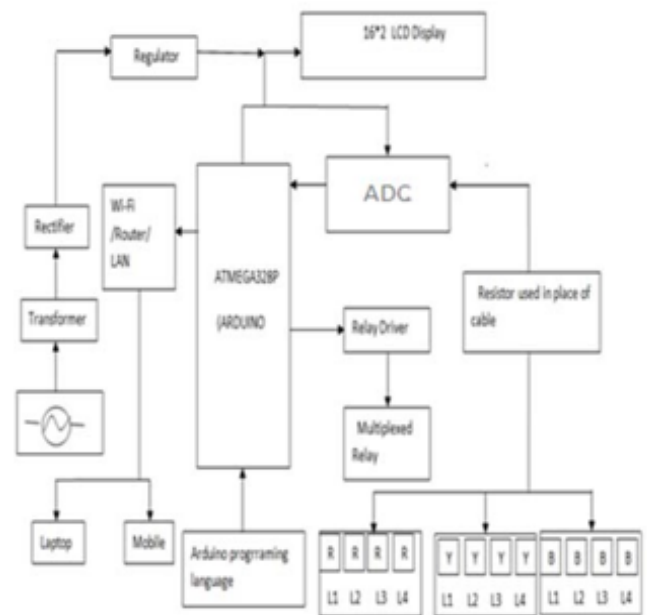 16*2 LCD Display
Regulator
ADC
Wi-Fi
/Router/
LAN
Rectifier
ATMEGA328P
(ARDUINO
Resistor used in place of
cable
Transformer
Relay Driver
Multiplexed
Relay
Laptop
Mobile
Arduino progrraming
language
R R R R
L1 L2 L3 L4
Y Y Y Y
L1 L2 L3 L4
B B B B
L1 L2 L3 L4